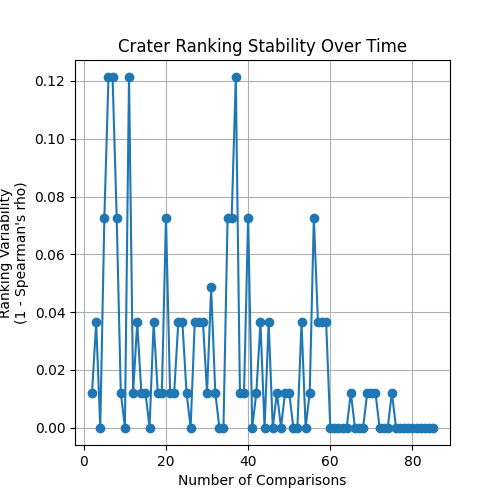 Crater Ranking Stability Over Time
Ranking Variability
(1 - Spearman's rho)
0.12
0.10
0.08
0.06
0.04
0.02
0.00
0 20 40 60 80
Number of Comparisons